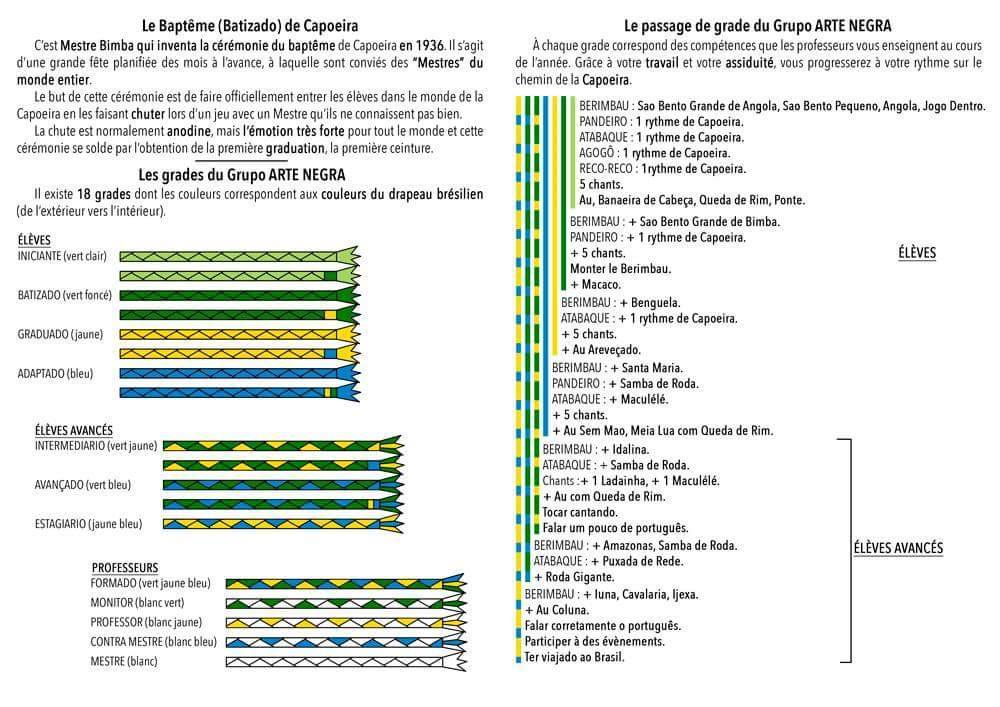 Le Baptême (Batizado) de Capoeira
C'est Mestre Bimba qui inventa la cérémonie du baptême de Capoeira en 1936. Il s'agit
d'une grande fête planifiée des mois à l'avance, à laquelle sont conviés des “Mestres” du
monde entier.
Le but de cette cérémonie est de faire officiellement entrer les élèves dans le monde de la
Capoeira en les faisant chuter lors d'un jeu avec un Mestre qu'ils ne connaissent pas bien.
La chute est normalement anodine, mais l'émotion très forte pour tout le monde et cette
cérémonie se solde par l'obtention de la première graduation, la première ceinture.
Les grades du Grupo ARTE NEGRA
Il existe 18 grades dont les couleurs correspondent aux couleurs du drapeau brésilien
(de l'extérieur vers l'intérieur).
ÉLÈVES
INICIANTE (vert clair)
BATIZADO (vert foncé)
GRADUADO (jaune)
ADAPTADO (bleu)
ÉLÈVES AVANCÉS
INTERMEDIARIO (vert jaune)
AVANÇADO (vert bleu)
ESTAGIARIO (jaune bleu)
PROFESSEURS
FORMADO (vert jaune bleu)
MONITOR (blanc vert)
PROFESSOR (blanc jaune)
CONTRA MESTRE (blanc bleu)
MESTRE (blanc)
Le passage de grade du Grupo ARTE NEGRA
À chaque grade correspond des compétences que les professeurs vous enseignent au cours
de l'année. Grâce à votre travail et votre assiduité, vous progresserez à votre rythme sur le
chemin de la Capoeira.
BERIMBAU : Sao Bento Grande de Angola, Sao Bento Pequeno, Angola, Jogo Dentro.
PANDEIRO : 1 rythme de Capoeira.
ATABAQUE : 1 rythme de Capoeira.
AGOGÔ : 1 rythme de Capoeira.
RECO-RECO : 1rythme de Capoeira.
5 chants.
Au, Banaeira de Cabeça, Queda de Rim, Ponte.
BERIMBAU : + Sao Bento Grande de Bimba.
PANDEIRO : + 1 rythme de Capoeira.
+ 5 chants.
Monter le Berimbau.
+ Macaco.
ÉLÈVES
BERIMBAU : + Benguela.
ATABAQUE : + 1 rythme de Capoeira.
+ 5 chants.
+ Au Areveçado.
BERIMBAU : + Santa Maria.
PANDEIRO : + Samba de Roda.
ATABAQUE : + Maculélé.
+ 5 chants.
+ Au Sem Mao, Meia Lua com Queda de Rim.
BERIMBAU : + Idalina.
ATABAQUE : + Samba de Roda.
Chants :+ 1 Ladainha, + 1 Maculélé.
+ Au com Queda de Rim.
Tocar cantando.
Falar um pouco de português.
BERIMBAU : + Amazonas, Samba de Roda.
ATABAQUE : + Puxada de Rede.
+ Roda Gigante.
ÉLÈVES AVANCÉS
BERIMBAU : + Iuna, Cavalaria, Ijexa.
+ Au Coluna.
Falar corretamente o português.
Participer à des évènements.
Ter viajado ao Brasil.